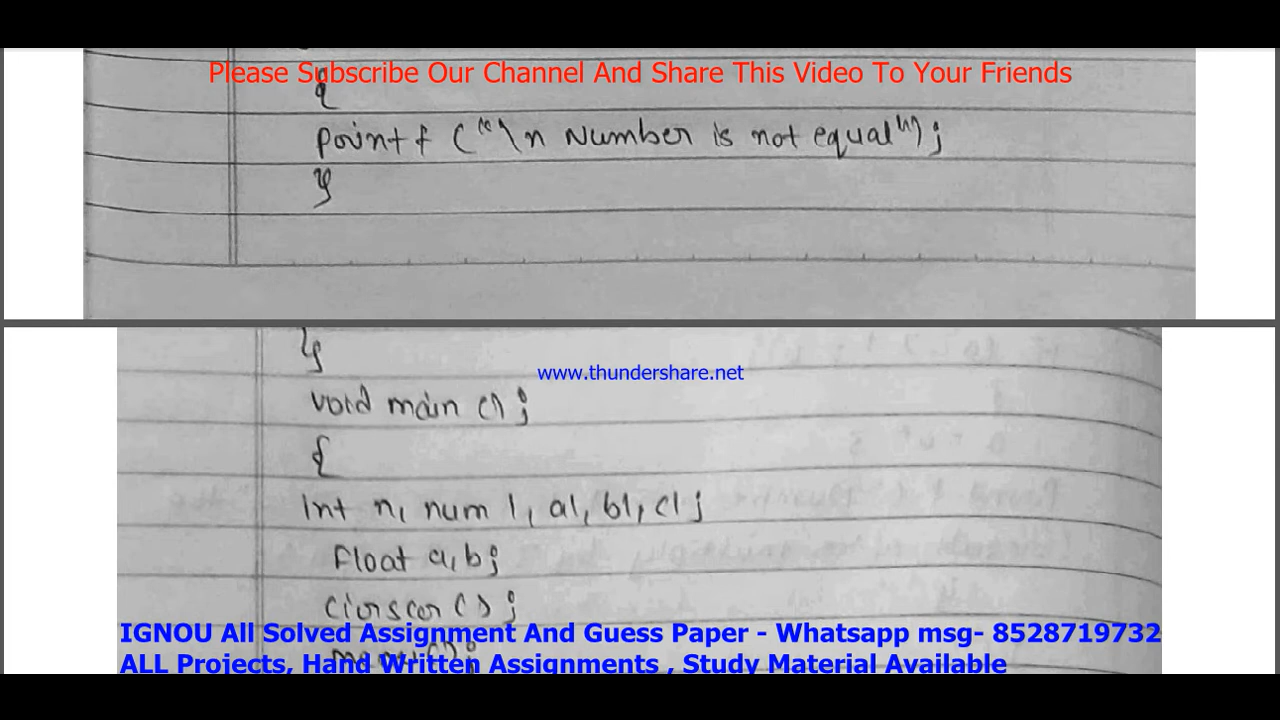 Please Subscribe Our Channel And Share This Video To Your Friends
{
printf ("\n Number is not equal");
}
}
www.thundershare.net
void main ();
{
Int n, num 1, a1, b1, c1;
Float a, b;
clrscr ();
IGNOU All Solved Assignment And Guess Paper - Whatsapp msg- 8528719732
ALL Projects, Hand Written Assignments , Study Material Available